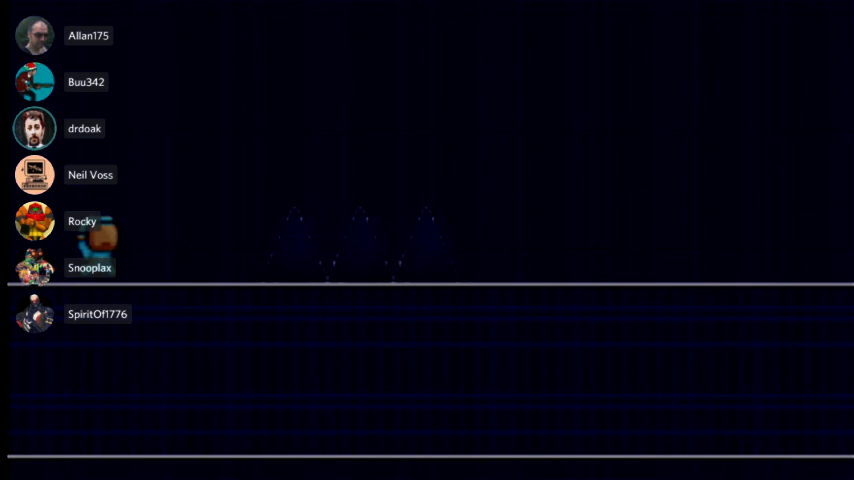 Allan175
Buu342
drdoak
Neil Voss
Rocky
Snooplax
SpiritOf1776